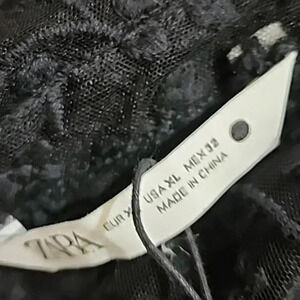 ZARA
EUR XL USA XL MEX 32
MADE IN CHINA